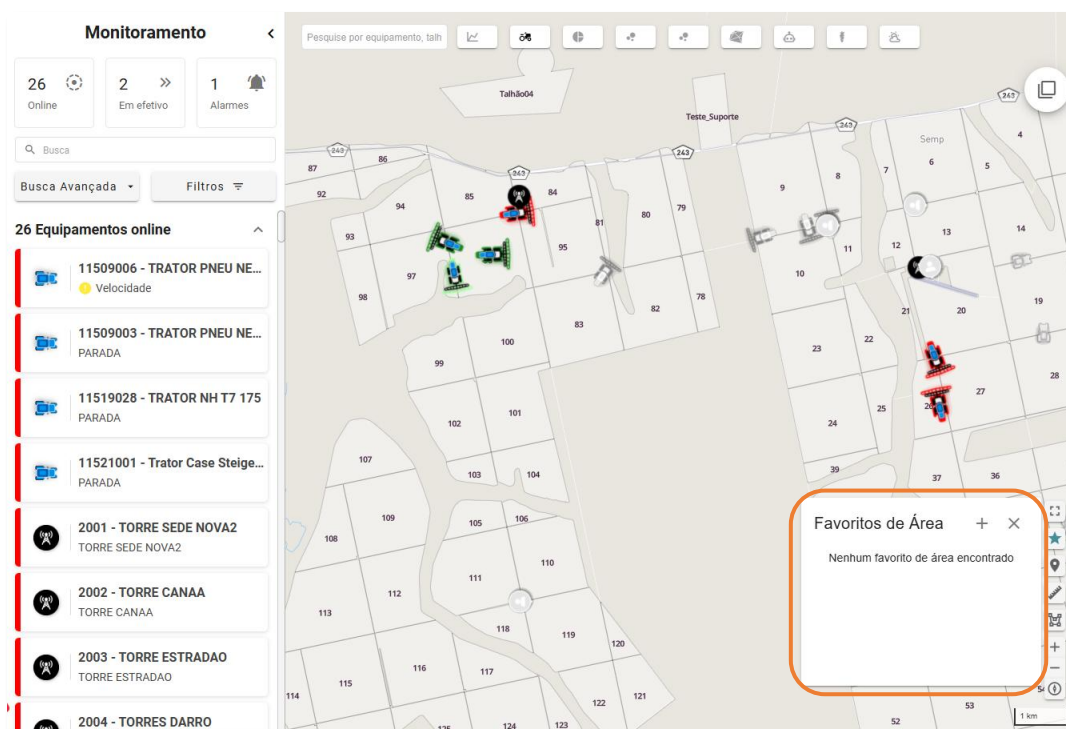 Monitoramento
26
Online
2
Em efetivo
1
Alarmes
Busca
Busca Avançada
Filtros
26 Equipamentos online
11509006 - TRATOR PNEU NE...
Velocidade
11509003 - TRATOR PNEU NE...
PARADA
11519028 - TRATOR NH T7 175
PARADA
11521001 - Trator Case Steige...
PARADA
2001 - TORRE SEDE NOVA2
TORRE SEDE NOVA2
2002 - TORRE CANAA
TORRE CANAA
2003 - TORRE ESTRADAO
TORRE ESTRADAO
2004 - TORRES DARRO
Pesquise por equipamento, talh
Talhão04
Teste_Suporte
243
243
243
243
243
Semp
4
5
6
7
8
9
87
86
92
94
85
84
93
81
80
79
95
97
98
83
82
78
10
11
12
13
14
19
20
21
22
23
24
25
26
27
28
100
99
101
102
103
104
107
105
106
109
108
110
111
112
113
118
119
120
116
117
115
114
121
122
123
124
125
39
37
36
Favoritos de Área
Nenhum favorito de área encontrado
53
52
54
1 km